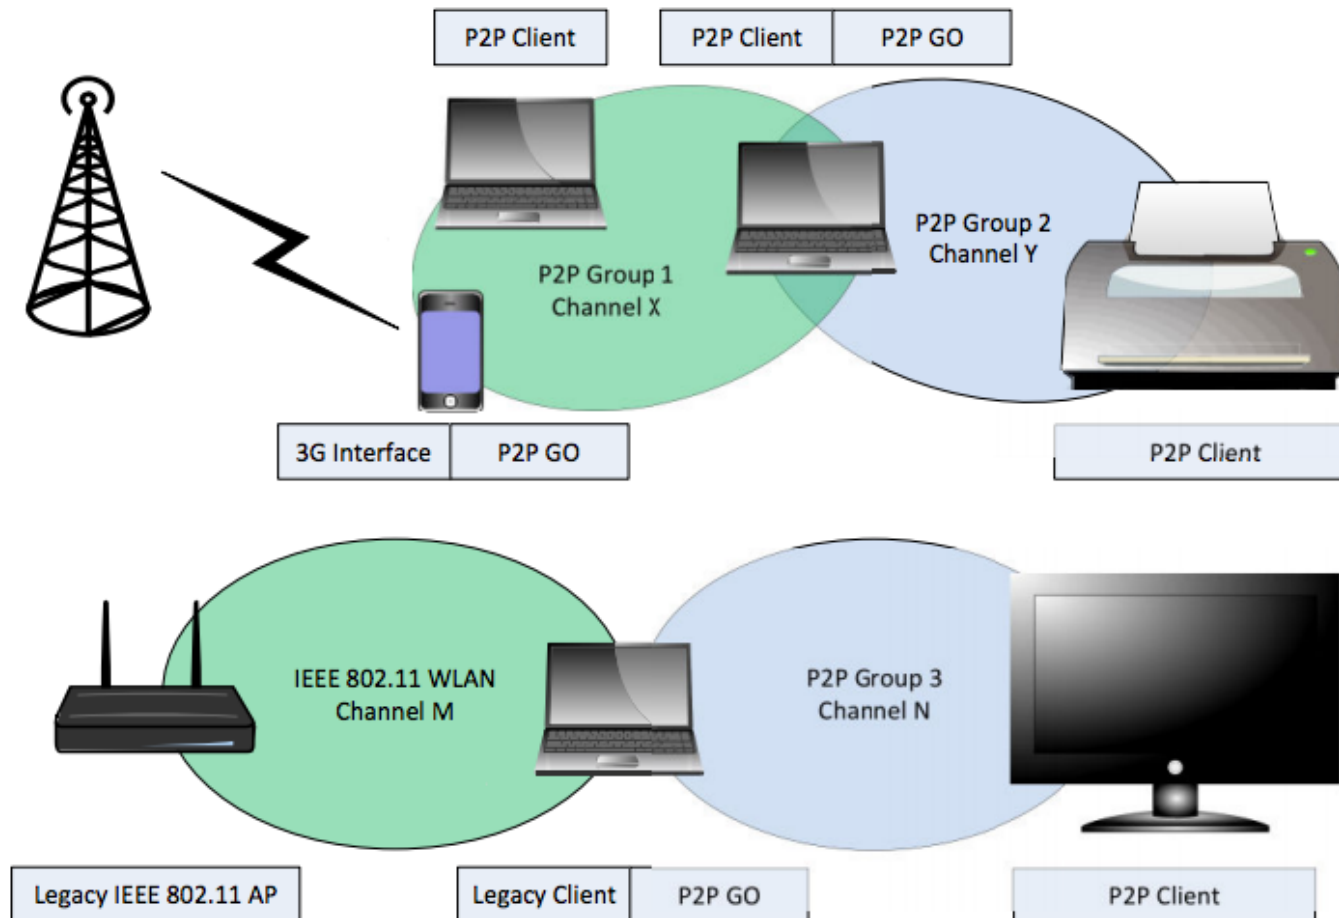 P2P Client
P2P Client
P2P GO
P2P Group 2
Channel Y
P2P Group 1
Channel X
3G Interface
P2P GO
P2P Client
IEEE 802.11 WLAN
Channel M
P2P Group 3
Channel N
Legacy IEEE 802.11 AP
Legacy Client
P2P GO
P2P Client